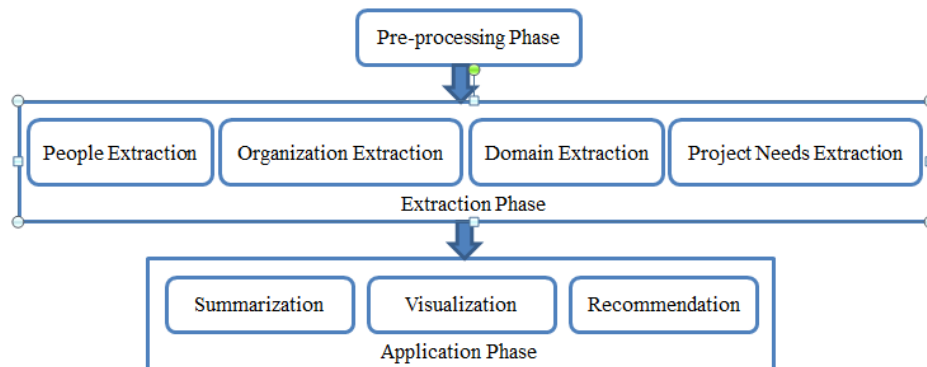 Pre-processing Phase
People Extraction
Organization Extraction
Domain Extraction
Project Needs Extraction
Extraction Phase
Summarization
Visualization
Recommendation
Application Phase